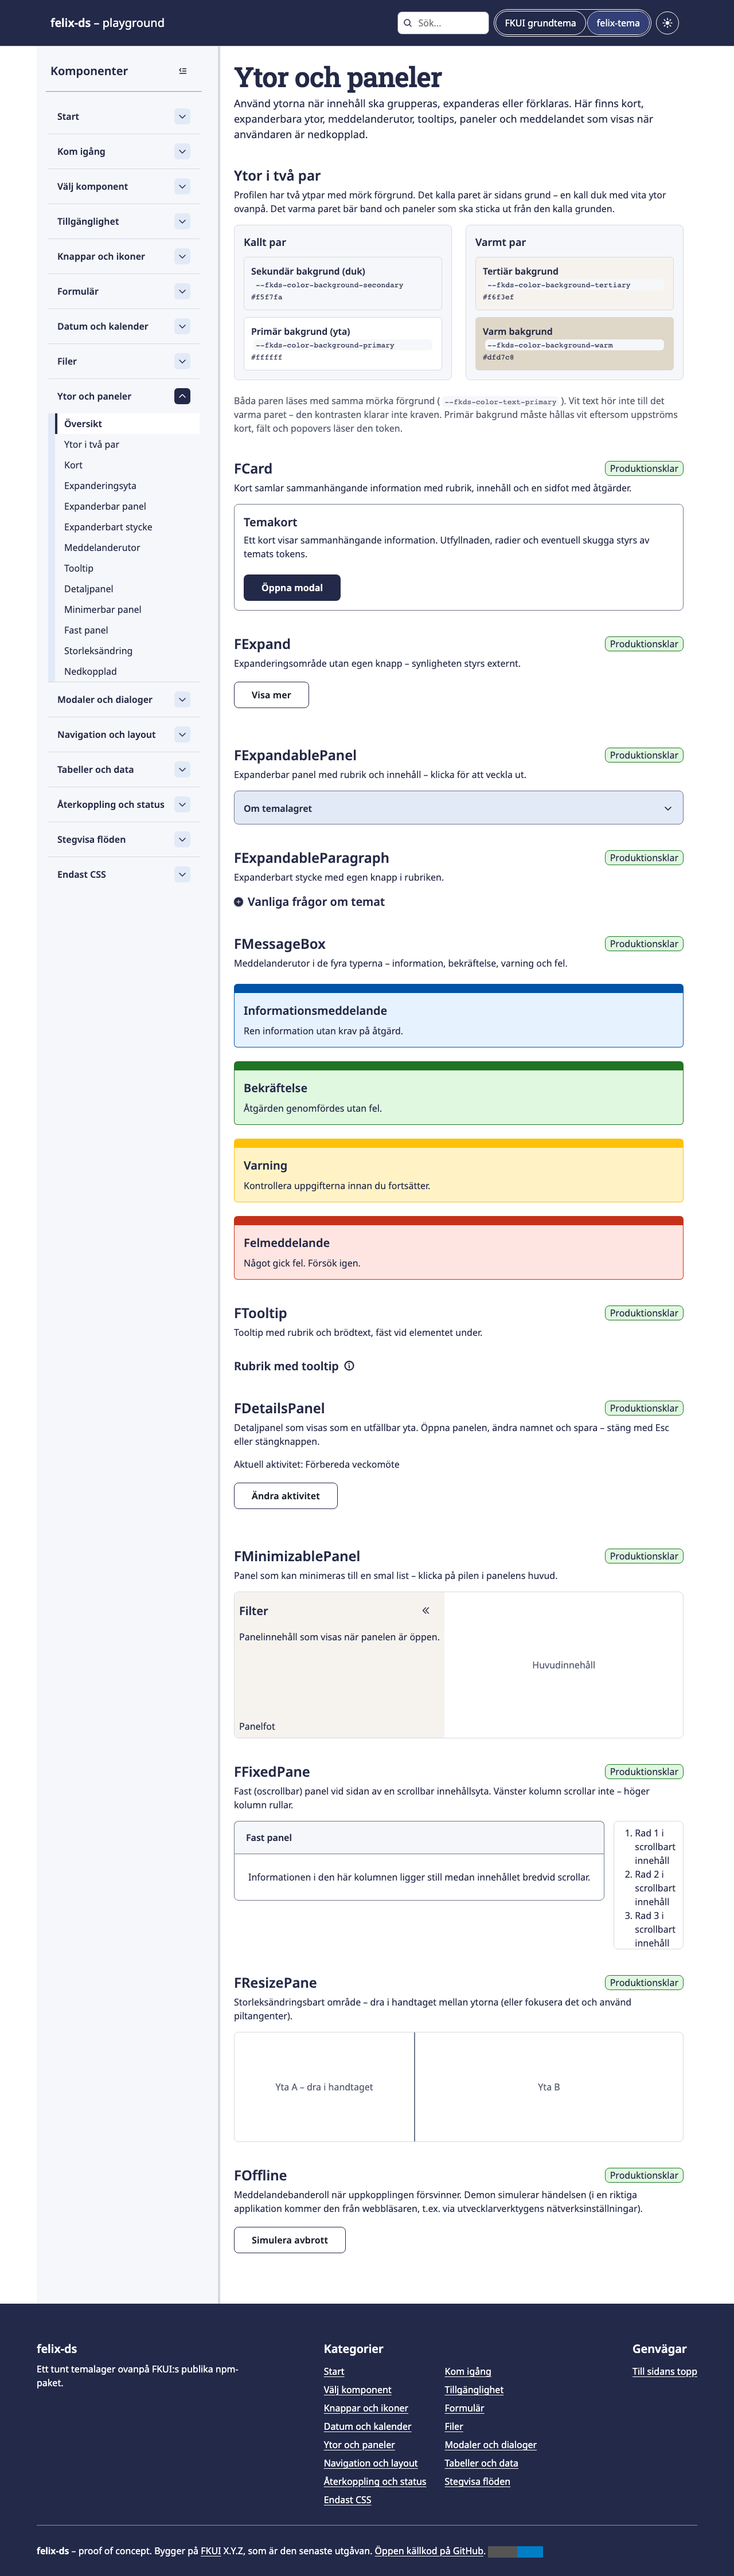 felix-ds – playground
Sök...
FKUI grundtema
felix-tema
Komponenter
Start
Kom igång
Välj komponent
Tillgänglighet
Knappar och ikoner
Formulär
Datum och kalender
Filer
Ytor och paneler
Översikt
Ytor i två par
Kort
Expanderingsyta
Expanderbar panel
Expanderbart stycke
Meddelanderutor
Tooltip
Detaljpanel
Minimerbar panel
Fast panel
Storleksändring
Nedkopplad
Modaler och dialoger
Navigation och layout
Tabeller och data
Återkoppling och status
Stegvisa flöden
Endast CSS
Ytor och paneler
Använd ytorna när innehåll ska grupperas, expanderas eller förklaras. Här finns kort,
expanderbara ytor, meddelanderutor, tooltips, paneler och meddelandet som visas när
användaren är nedkopplad.
Ytor i två par
Profilen har två ytpar med mörk förgrund. Det kalla paret är sidans grund – en kall duk med vita ytor
ovanpå. Det varma paret bär band och paneler som ska sticka ut från den kalla grunden.
Kallt par
Sekundär bakgrund (duk)
--fkds-color-background-secondary
#f5f7fa
Primär bakgrund (yta)
--fkds-color-background-primary
#ffffff
Varmt par
Tertiär bakgrund
--fkds-color-background-tertiary
#f6f3ef
Varm bakgrund
--fkds-color-background-warm
#dfd7c8
Båda paren läses med samma mörka förgrund ( --fkds-color-text-primary ). Vit text hör inte till det
varma paret – den kontrasten klarar inte kraven. Primär bakgrund måste hållas vit eftersom uppströms
kort, fält och popovers läser den token.
FCard
Produktionsklar
Kort samlar sammanhängande information med rubrik, innehåll och en sidfot med åtgärder.
Temakort
Ett kort visar sammanhängande information. Utfyllnaden, radier och eventuell skugga styrs av
temats tokens.
Öppna modal
FExpand
Produktionsklar
Expanderingsområde utan egen knapp – synligheten styrs externt.
Visa mer
FExpandablePanel
Produktionsklar
Expanderbar panel med rubrik och innehåll – klicka för att veckla ut.
Om temalagret
FExpandableParagraph
Produktionsklar
Expanderbart stycke med egen knapp i rubriken.
Vanliga frågor om temat
FMessageBox
Produktionsklar
Meddelanderutor i de fyra typerna – information, bekräftelse, varning och fel.
Informationsmeddelande
Ren information utan krav på åtgärd.
Bekräftelse
Åtgärden genomfördes utan fel.
Varning
Kontrollera uppgifterna innan du fortsätter.
Felmeddelande
Något gick fel. Försök igen.
FTooltip
Produktionsklar
Tooltip med rubrik och brödtext, fäst vid elementet under.
Rubrik med tooltip
FDetailsPanel
Produktionsklar
Detaljpanel som visas som en utfällbar yta. Öppna panelen, ändra namnet och spara – stäng med Esc
eller stängknappen.
Aktuell aktivitet: Förbereda veckomöte
Ändra aktivitet
FMinimizablePanel
Produktionsklar
Panel som kan minimeras till en smal list – klicka på pilen i panelens huvud.
Filter
Panelinnehåll som visas när panelen är öppen.
Panelfot
Huvudinnehåll
FFixedPane
Produktionsklar
Fast (oscrollbar) panel vid sidan av en scrollbar innehållsyta. Vänster kolumn scrollar inte – höger
kolumn rullar.
Fast panel
Informationen i den här kolumnen ligger still medan innehållet bredvid scrollar.
1. Rad 1 i
scrollbart
innehåll
2. Rad 2 i
scrollbart
innehåll
3. Rad 3 i
scrollbart
innehåll
FResizePane
Produktionsklar
Storleksändringsbart område – dra i handtaget mellan ytorna (eller fokusera det och använd
piltangenter).
Yta A – dra i handtaget
Yta B
FOffline
Produktionsklar
Meddelandebanderoll när uppkopplingen försvinner. Demon simulerar händelsen (i en riktiga
applikation kommer den från webbläsaren, t.ex. via utvecklarverktygens nätverksinställningar).
Simulera avbrott
felix-ds
Ett tunt temalager ovanpå FKUI:s publika npm-
paket.
Kategorier
Start
Kom igång
Välj komponent
Tillgänglighet
Knappar och ikoner
Formulär
Datum och kalender
Filer
Ytor och paneler
Modaler och dialoger
Navigation och layout
Tabeller och data
Återkoppling och status
Stegvisa flöden
Endast CSS
Genvägar
Till sidans topp
felix-ds – proof of concept. Bygger på FKUI X.Y.Z, som är den senaste utgåvan. Öppen källkod på GitHub.